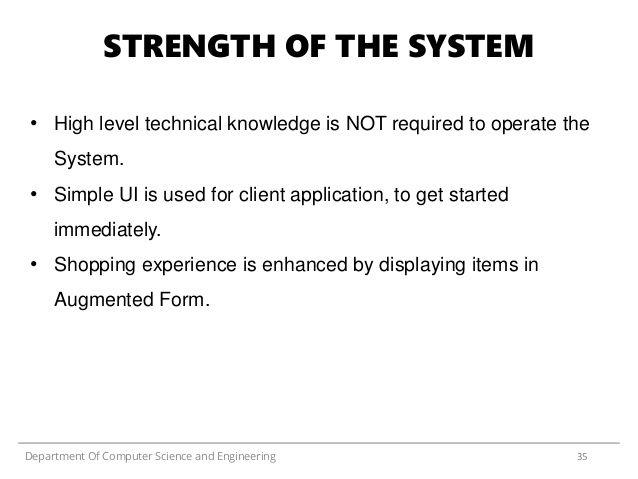 STRENGTH OF THE SYSTEM
• High level technical knowledge is NOT required to operate the
System.
• Simple UI is used for client application, to get started
immediately.
• Shopping experience is enhanced by displaying items in
Augmented Form.
Department Of Computer Science and Engineering 35